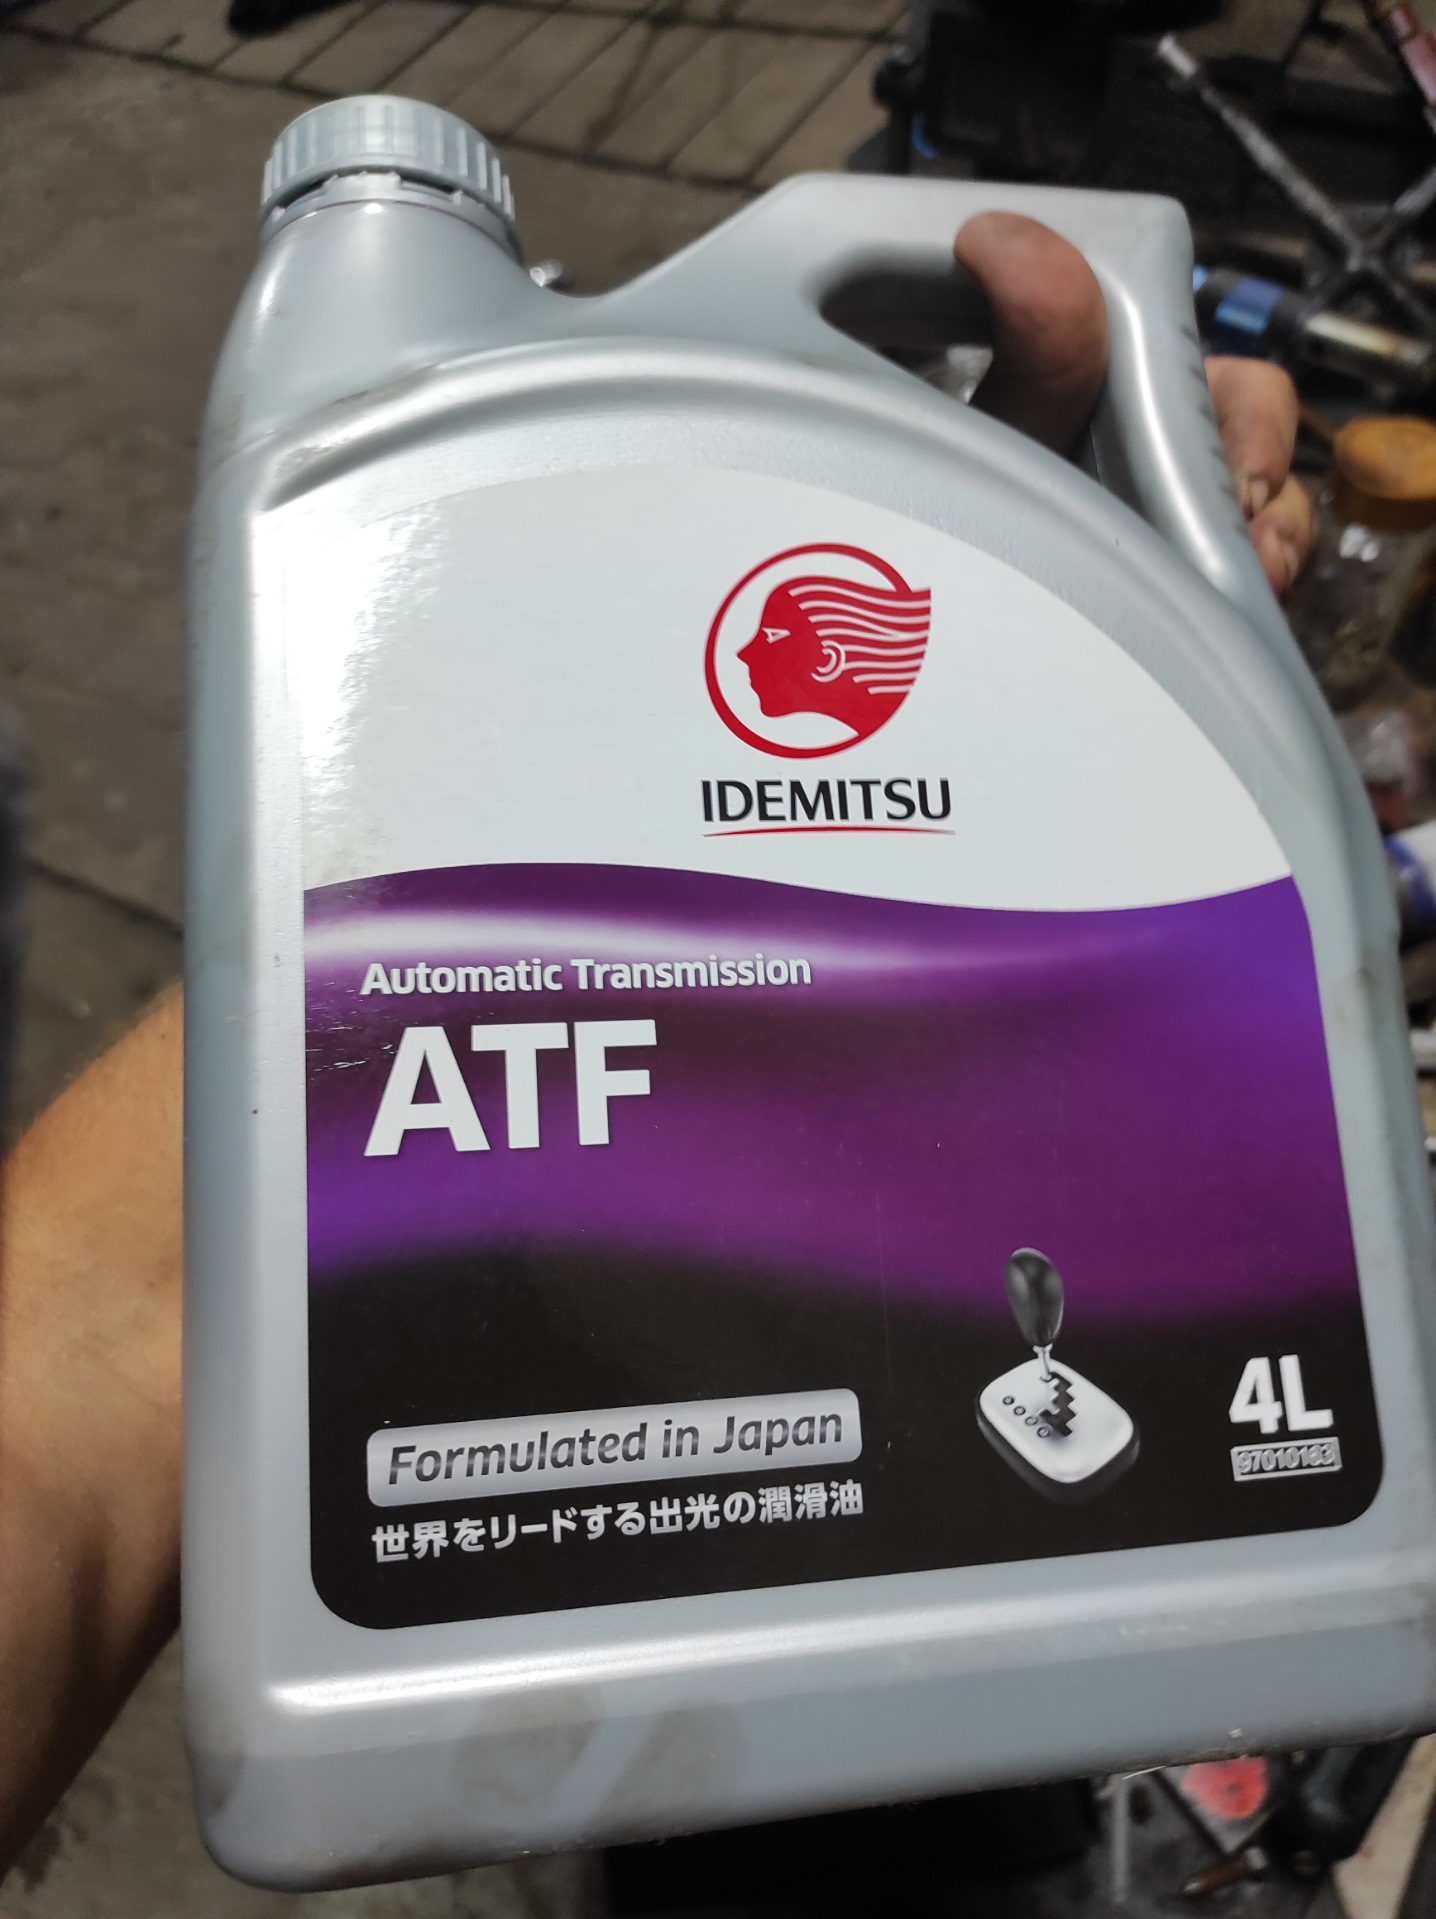 IDEMITSU
Automatic Transmission
ATF
4L
Formulated in Japan
世界をリードする出光の潤滑油